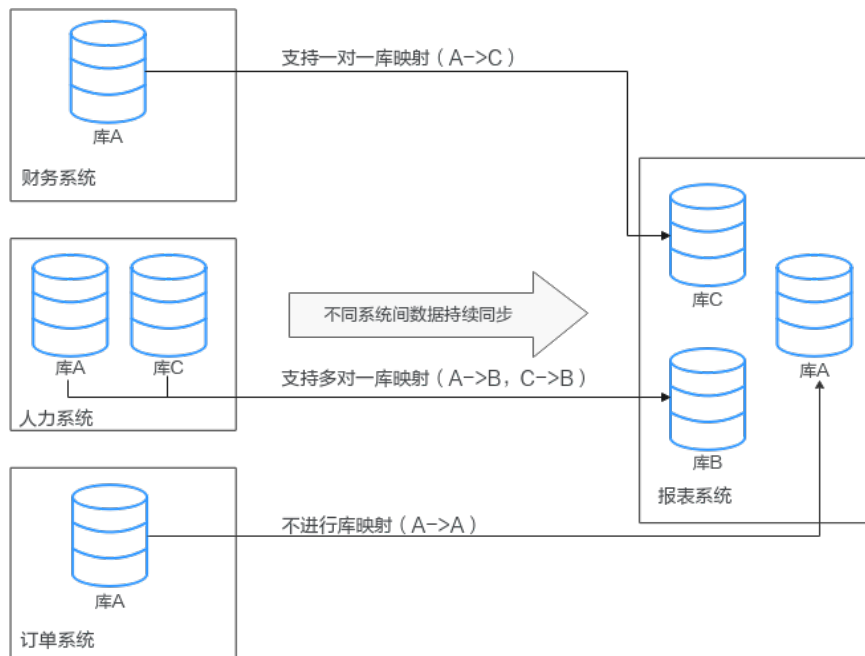 支持一对一库映射（A->C）
库A
财务系统
库C
库A
不同系统间数据持续同步
库A
库C
支持多对一库映射（A->B，C->B）
人力系统
库B
报表系统
不进行库映射（A->A）
库A
订单系统